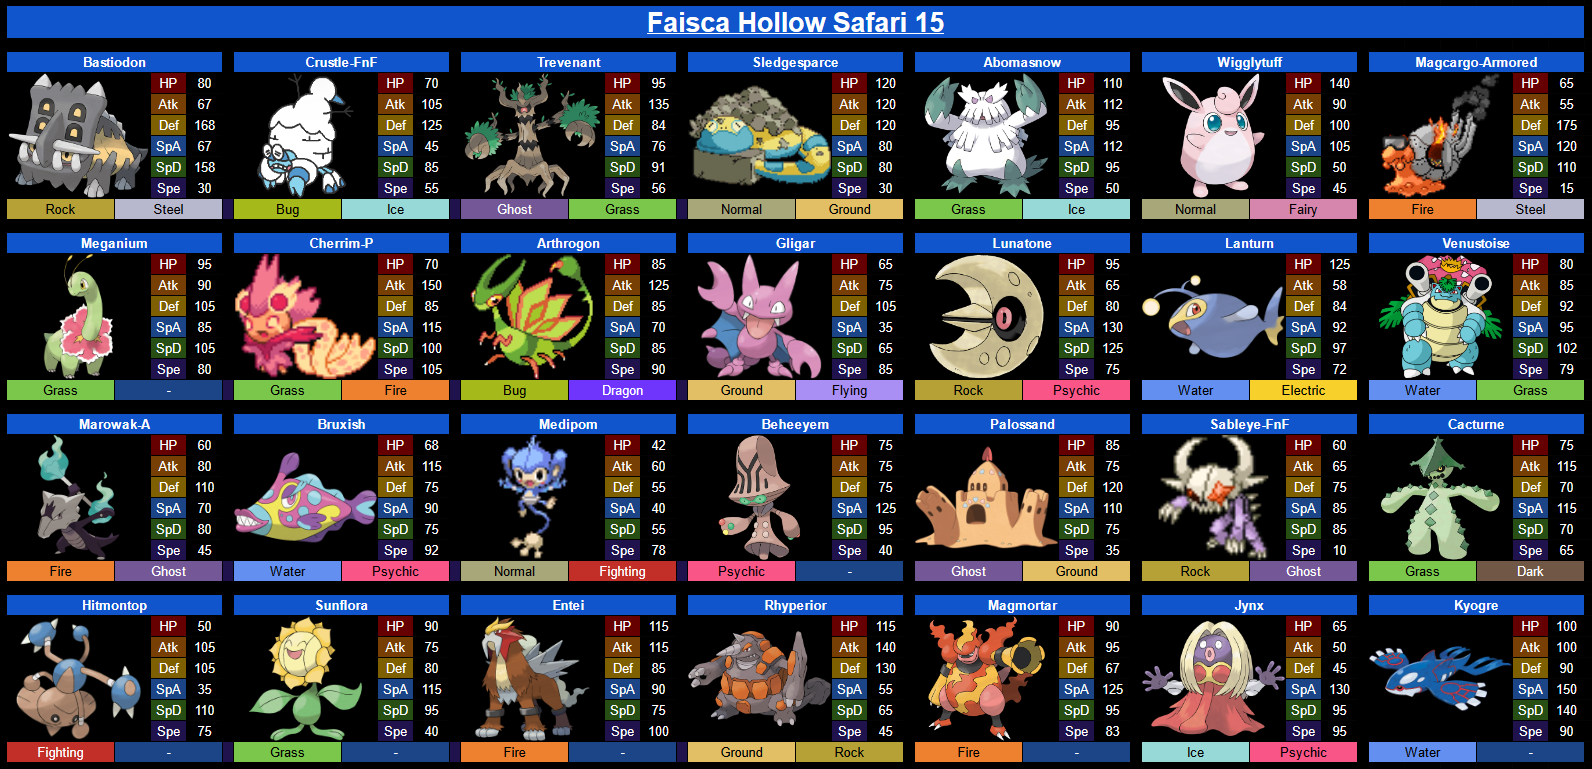 Faisca Hollow Safari 15
Bastiodon Crustle-FnF Trevenant Sledgesparce Abomasnow Wigglytuff Magcargo-Armored
HP 80 HP 70 HP 95 HP 120 HP 110 HP 140 HP 65
Atk 67 Atk 105 Atk 135 Atk 120 Atk 112 Atk 90 Atk 55
Def 168 Def 125 Def 84 Def 120 Def 95 Def 100 Def 175
SpA 67 SpA 45 SpA 76 SpA 80 SpA 112 SpA 105 SpA 120
SpD 158 SpD 85 SpD 91 SpD 80 SpD 95 SpD 50 SpD 110
Spe 30 Spe 55 Spe 56 Spe 30 Spe 50 Spe 45 Spe 15
Rock Steel Bug Ice Ghost Grass Normal Ground Grass Ice Normal Fairy Fire Steel
Meganium Cherrim-P Arthrogon Gligar Lunatone Lanturn Venustoise
HP 95 HP 70 HP 85 HP 65 HP 95 HP 125 HP 80
Atk 90 Atk 150 Atk 125 Atk 75 Atk 65 Atk 58 Atk 85
Def 105 Def 85 Def 85 Def 105 Def 80 Def 84 Def 92
SpA 85 SpA 115 SpA 70 SpA 35 SpA 130 SpA 92 SpA 95
SpD 105 SpD 100 SpD 85 SpD 65 SpD 125 SpD 97 SpD 102
Spe 80 Spe 105 Spe 90 Spe 85 Spe 75 Spe 72 Spe 79
Grass - Grass Fire Bug Dragon Ground Flying Rock Psychic Water Electric Water Grass
Marowak-A Bruxish Medipom Beheeyem Palossand Sableye-FnF Cacturne
HP 60 HP 68 HP 42 HP 75 HP 85 HP 60 HP 75
Atk 80 Atk 115 Atk 60 Atk 75 Atk 75 Atk 65 Atk 115
Def 110 Def 75 Def 55 Def 75 Def 120 Def 75 Def 70
SpA 70 SpA 90 SpA 40 SpA 125 SpA 110 SpA 85 SpA 115
SpD 80 SpD 75 SpD 55 SpD 95 SpD 75 SpD 85 SpD 70
Spe 45 Spe 92 Spe 78 Spe 40 Spe 35 Spe 10 Spe 65
Fire Ghost Water Psychic Normal Fighting Psychic - Ghost Ground Rock Ghost Grass Dark
Hitmontop Sunflora Entei Rhyperior Magmortar Jynx Kyogre
HP 50 HP 90 HP 115 HP 115 HP 90 HP 65 HP 100
Atk 105 Atk 75 Atk 115 Atk 140 Atk 95 Atk 50 Atk 100
Def 105 Def 80 Def 85 Def 130 Def 67 Def 45 Def 90
SpA 35 SpA 115 SpA 90 SpA 55 SpA 125 SpA 130 SpA 150
SpD 110 SpD 95 SpD 75 SpD 65 SpD 95 SpD 95 SpD 140
Spe 75 Spe 40 Spe 100 Spe 45 Spe 83 Spe 95 Spe 90
Fighting - Grass - Fire - Ground Rock Fire - Ice Psychic Water -